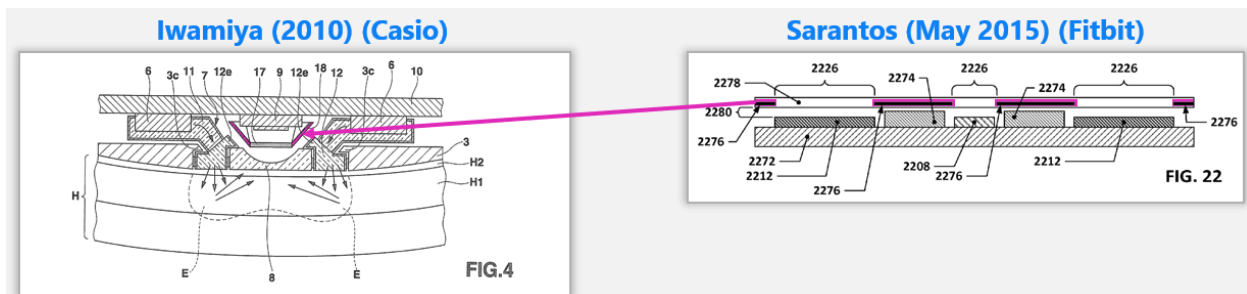 Iwamiya (2010) (Casio)
6 3c 11 7 12e 17 9 12e 18 12 3c 6 10
3
H2
H1
H
E 8 E
FIG.4
Sarantos (May 2015) (Fitbit)
2226 2274 2226 2226
2278 2274
2280
2276 2276
2272 2208 2212
2212 2276 2276
FIG. 22